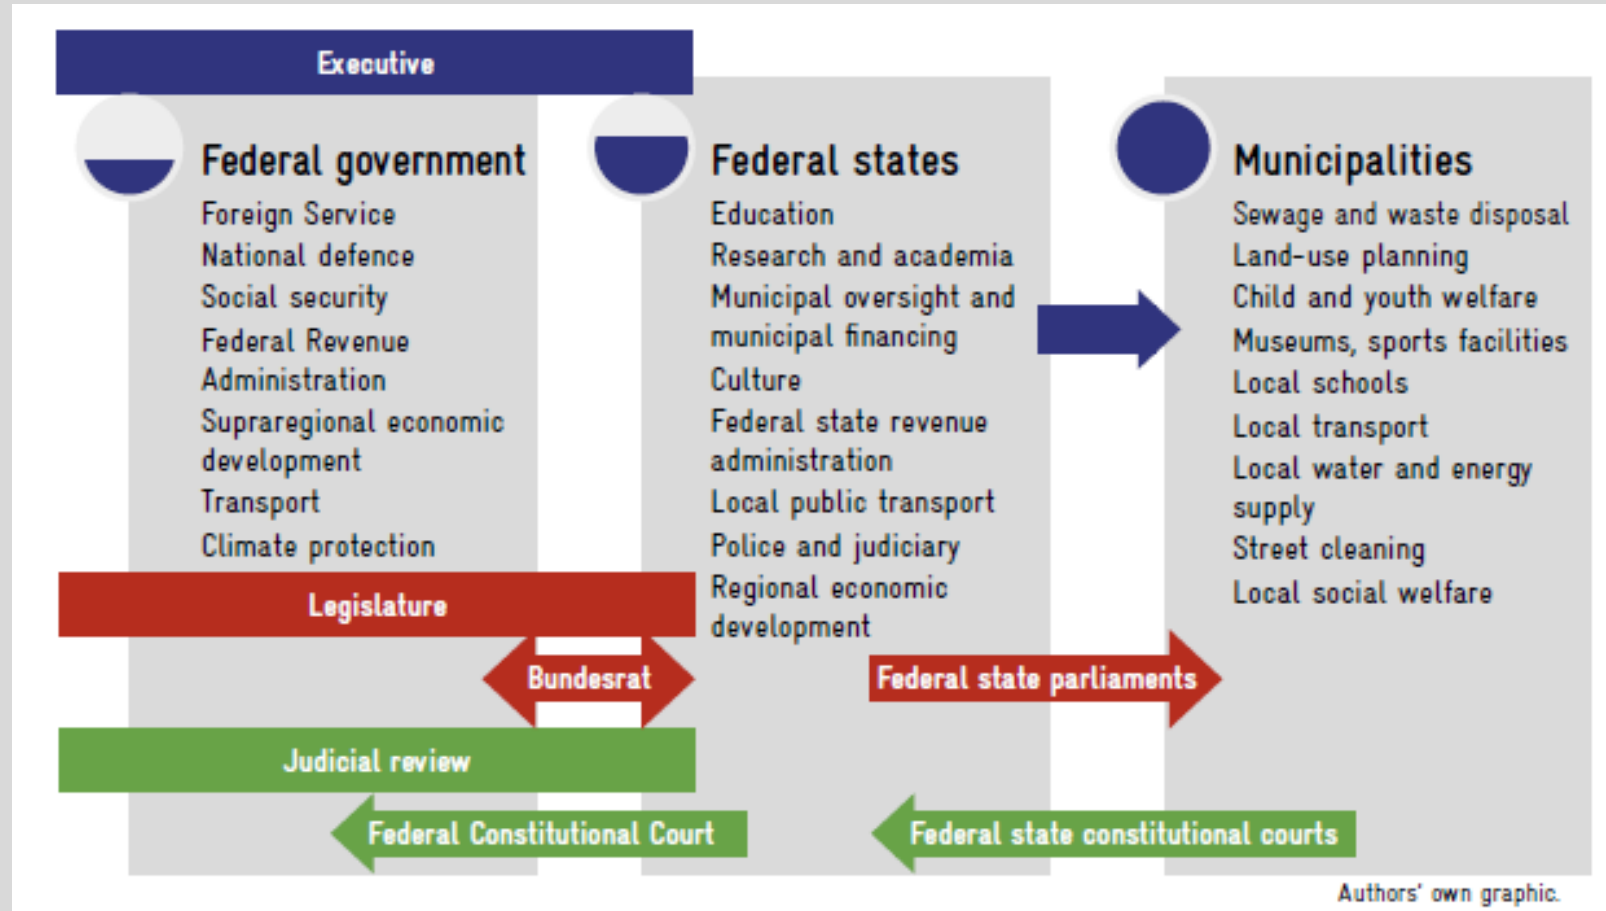 Executive
Federal government
Foreign Service
National defence
Social security
Federal Revenue
Administration
Supraregional economic
development
Transport
Climate protection
Federal states
Education
Research and academia
Municipal oversight and
municipal financing
Culture
Federal state revenue
administration
Local public transport
Police and judiciary
Regional economic
development
Municipalities
Sewage and waste disposal
Land-use planning
Child and youth welfare
Museums, sports facilities
Local schools
Local transport
Local water and energy
supply
Street cleaning
Local social welfare
Legislature
Bundesrat
Federal state parliaments
Judicial review
Federal Constitutional Court
Federal state constitutional courts
Authors' own graphic.